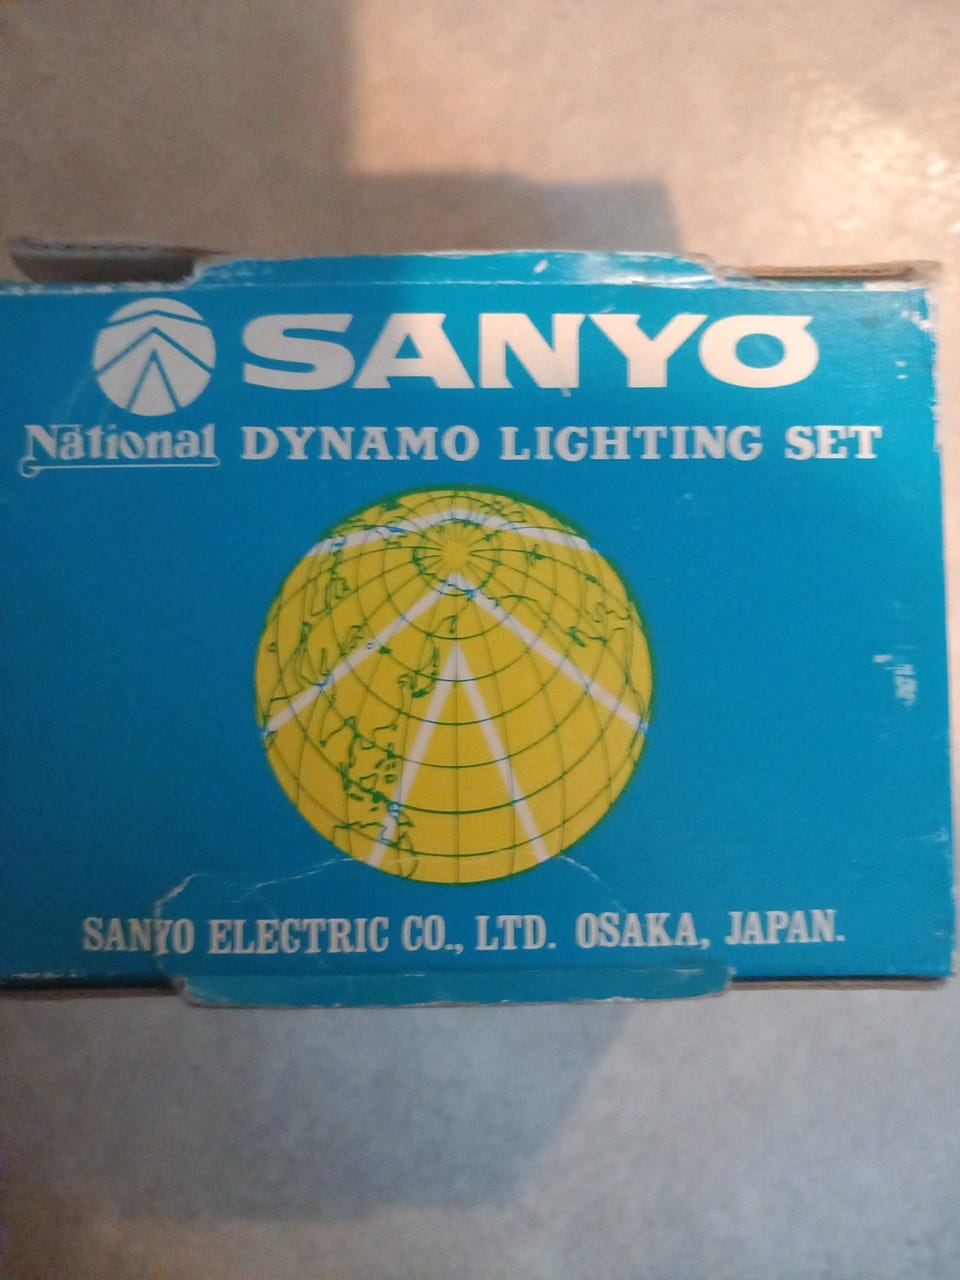 SANYO
National DYNAMO LIGHTING SET
SANYO ELECTRIC CO., LTD. OSAKA, JAPAN.